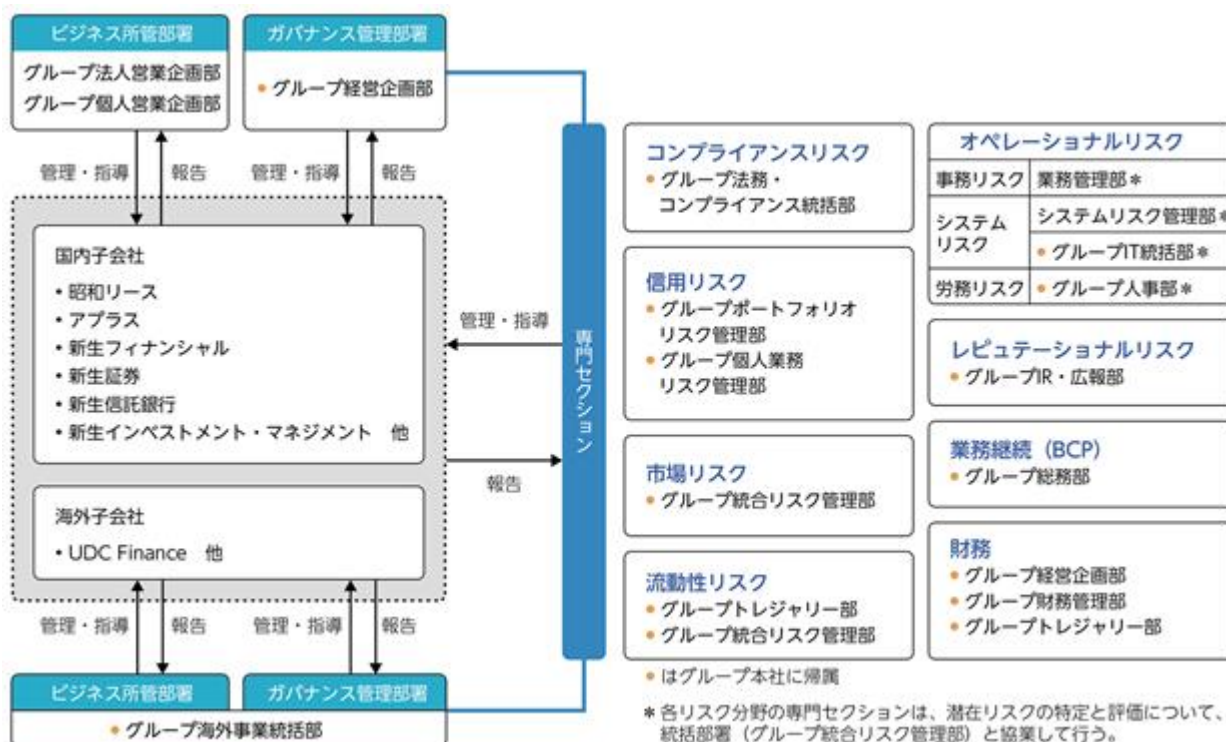 ビジネス所管部署
グループ法人営業企画部
グループ個人営業企画部
ガバナンス管理部署
● グループ経営企画部
管理・指導
報告
管理・指導
報告
国内子会社
・昭和リース
・アプラス
・新生フィナンシャル
・新生証券
・新生信託銀行
・新生インベストメント・マネジメント 他
海外子会社
・UDC Finance 他
管理・指導
報告
管理・指導
報告
ビジネス所管部署
ガバナンス管理部署
● グループ海外事業統括部
管理・指導
報告
専門セクション
コンプライアンスリスク
● グループ法務・
コンプライアンス統括部
信用リスク
● グループポートフォリオ
リスク管理部
● グループ個人業務
リスク管理部
市場リスク
● グループ統合リスク管理部
流動性リスク
● グループトレジャリー部
● グループ統合リスク管理部
オペレーショナルリスク
事務リスク 業務管理部＊
システム
リスク
システムリスク管理部＊
● グループIT統括部＊
労務リスク ● グループ人事部＊
レピュテーショナルリスク
● グループIR・広報部
業務継続（BCP）
● グループ総務部
財務
● グループ経営企画部
● グループ財務管理部
● グループトレジャリー部
● はグループ本社に帰属
＊各リスク分野の専門セクションは、潜在リスクの特定と評価について、
統括部署（グループ統合リスク管理部）と協業して行う。